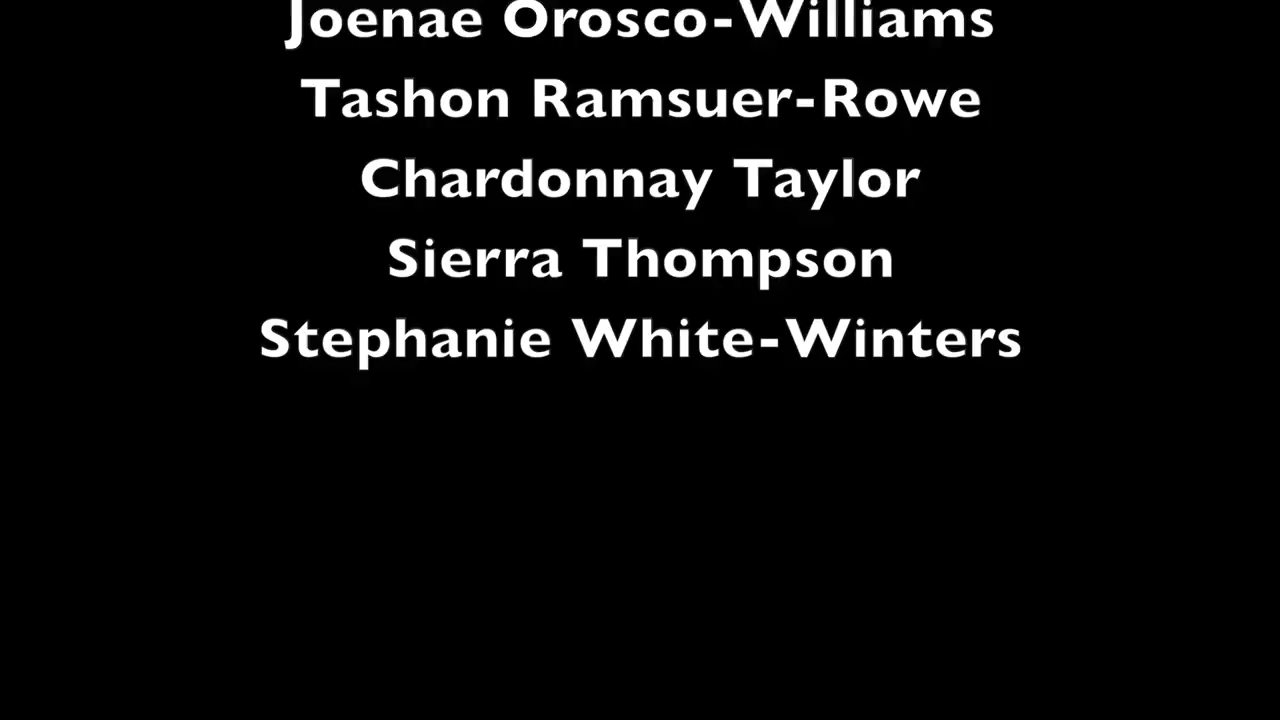 Joenae Orosco-Williams
Tashon Ramsuer-Rowe
Chardonnay Taylor
Sierra Thompson
Stephanie White-Winters